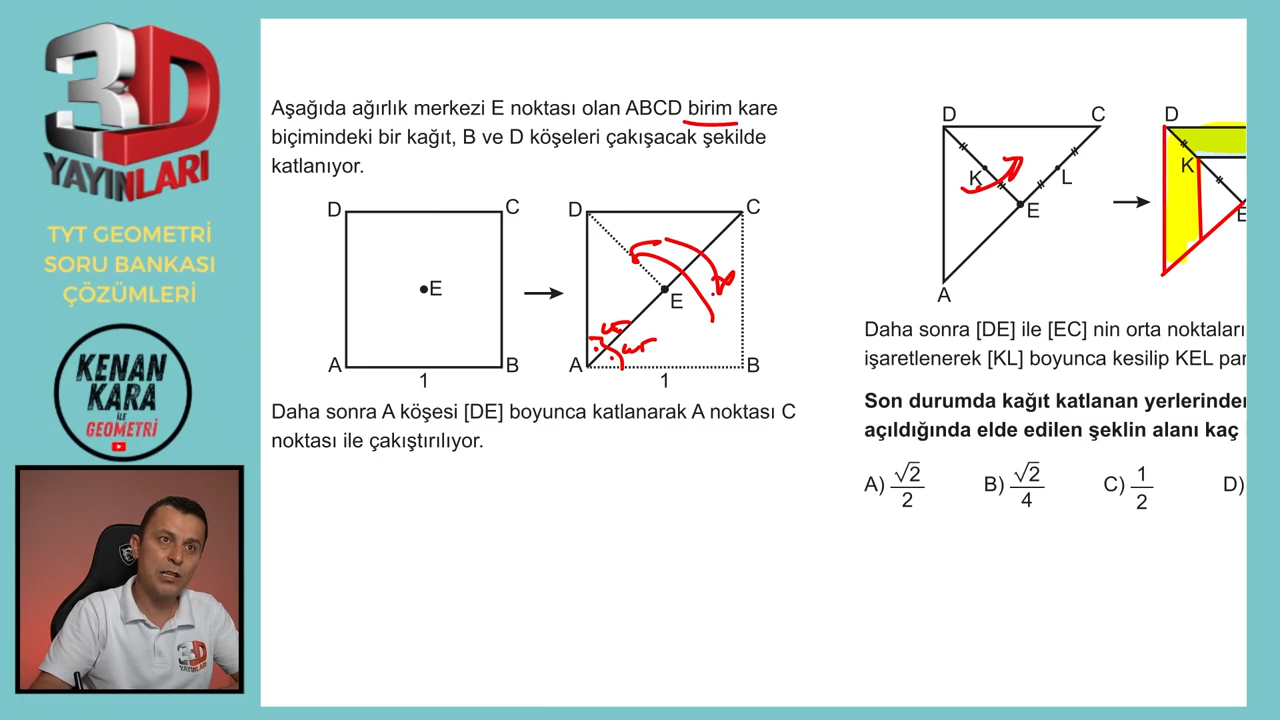 3D
YAYINLARI
TYT GEOMETRİ
SORU BANKASI
ÇÖZÜMLERİ
KENAN
KARA
İLE
GEOMETRİ
3D
YAYINLARI
Aşağıda ağırlık merkezi E noktası olan ABCD birim kare
biçimindeki bir kağıt, B ve D köşeleri çakışacak şekilde
katlanıyor.
D C
E
A B
1
D C
E
A B
1
Daha sonra A köşesi [DE] boyunca katlanarak A noktası C
noktası ile çakıştırılıyor.
D C
K L
E
A
D
K
E
Daha sonra [DE] ile [EC] nin orta noktaları
işaretlenerek [KL] boyunca kesilip KEL
Son durumda kağıt katlanan
açıldığında elde edilen şeklin alanı kaç
A) √2/2 B) √2/4 C) 1/2 D)